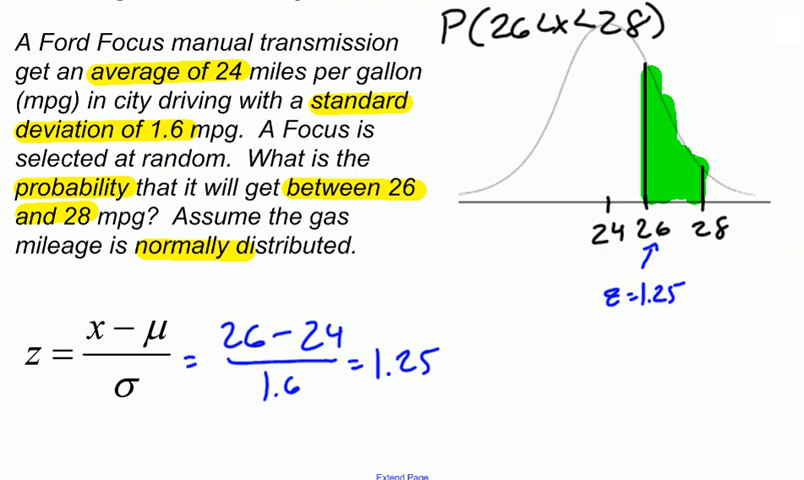 P(26<x<28)
A Ford Focus manual transmission
get an average of 24 miles per gallon
(mpg) in city driving with a standard
deviation of 1.6 mpg. A Focus is
selected at random. What is the
probability that it will get between 26
and 28 mpg? Assume the gas
mileage is normally distributed.
24 26 28
z=1.25
z = (x − μ)/σ = (26-24)/1.6 = 1.25
Extend Page